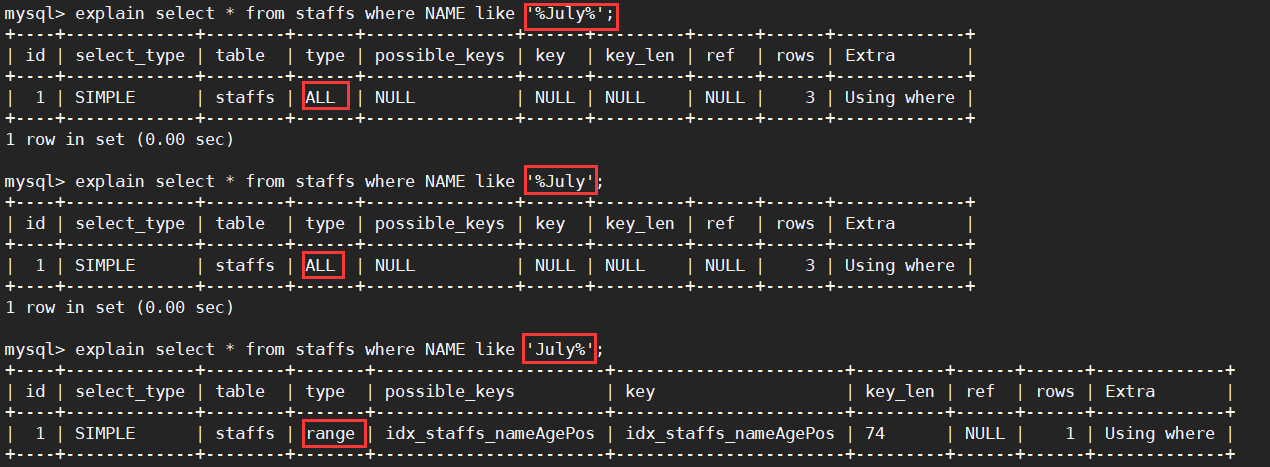 mysql> explain select * from staffs where NAME like '%July%';
+----+-------------+--------+------+---------------+------+---------+------+------+-------------+
| id | select_type | table  | type | possible_keys | key  | key_len | ref  | rows | Extra       |
+----+-------------+--------+------+---------------+------+---------+------+------+-------------+
|  1 | SIMPLE      | staffs | ALL  | NULL          | NULL | NULL    | NULL |    3 | Using where |
+----+-------------+--------+------+---------------+------+---------+------+------+-------------+
1 row in set (0.00 sec)
mysql> explain select * from staffs where NAME like '%July';
+----+-------------+--------+------+---------------+------+---------+------+------+-------------+
| id | select_type | table  | type | possible_keys | key  | key_len | ref  | rows | Extra       |
+----+-------------+--------+------+---------------+------+---------+------+------+-------------+
|  1 | SIMPLE      | staffs | ALL  | NULL          | NULL | NULL    | NULL |    3 | Using where |
+----+-------------+--------+------+---------------+------+---------+------+------+-------------+
1 row in set (0.00 sec)
mysql> explain select * from staffs where NAME like 'July%';
+----+-------------+--------+-------+-----------------------+-----------------------+---------+------+------+-------------+
| id | select_type | table  | type  | possible_keys         | key                   | key_len | ref  | rows | Extra       |
+----+-------------+--------+-------+-----------------------+-----------------------+---------+------+------+-------------+
|  1 | SIMPLE      | staffs | range | idx_staffs_nameAgePos | idx_staffs_nameAgePos | 74      | NULL |    1 | Using where |
+----+-------------+--------+-------+-----------------------+-----------------------+---------+------+------+-------------+